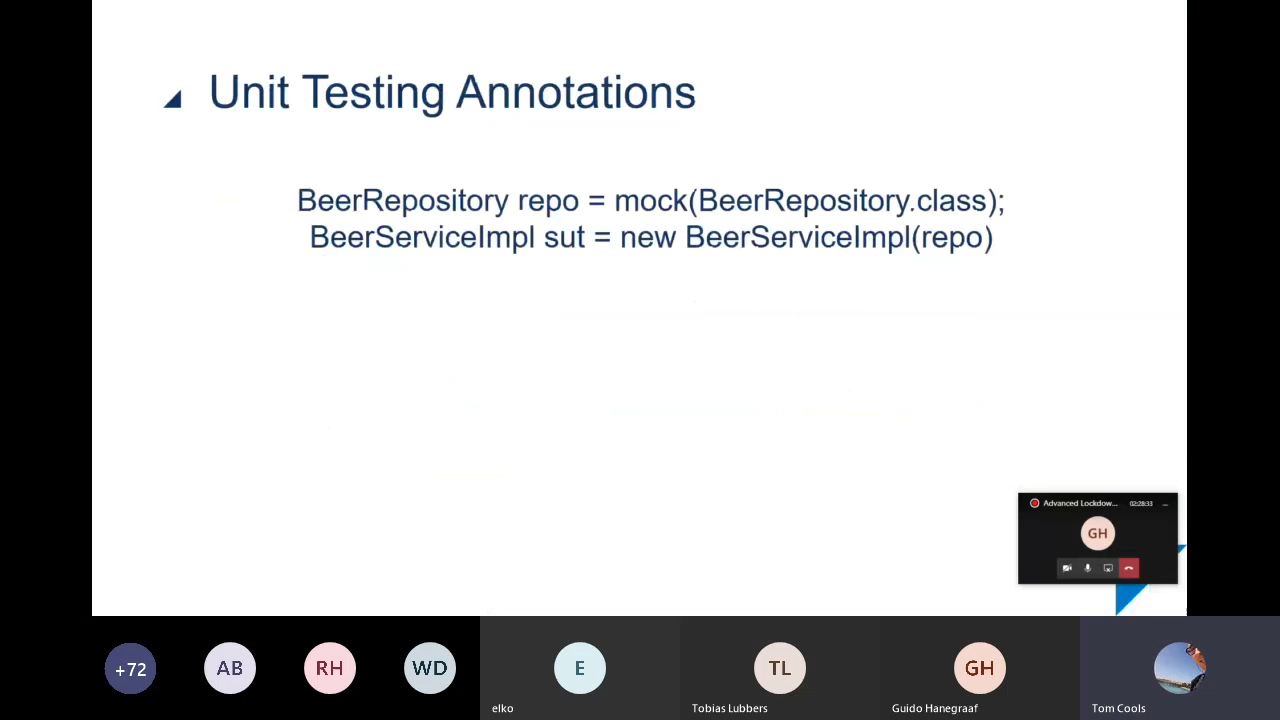 Unit Testing Annotations
BeerRepository repo = mock(BeerRepository.class);
BeerServiceImpl sut = new BeerServiceImpl(repo)
Advanced Lockdow... 02:28:33
GH
+72
AB
RH
WD
E
TL
GH
elko
Tobias Lubbers
Guido Hanegraaf
Tom Cools